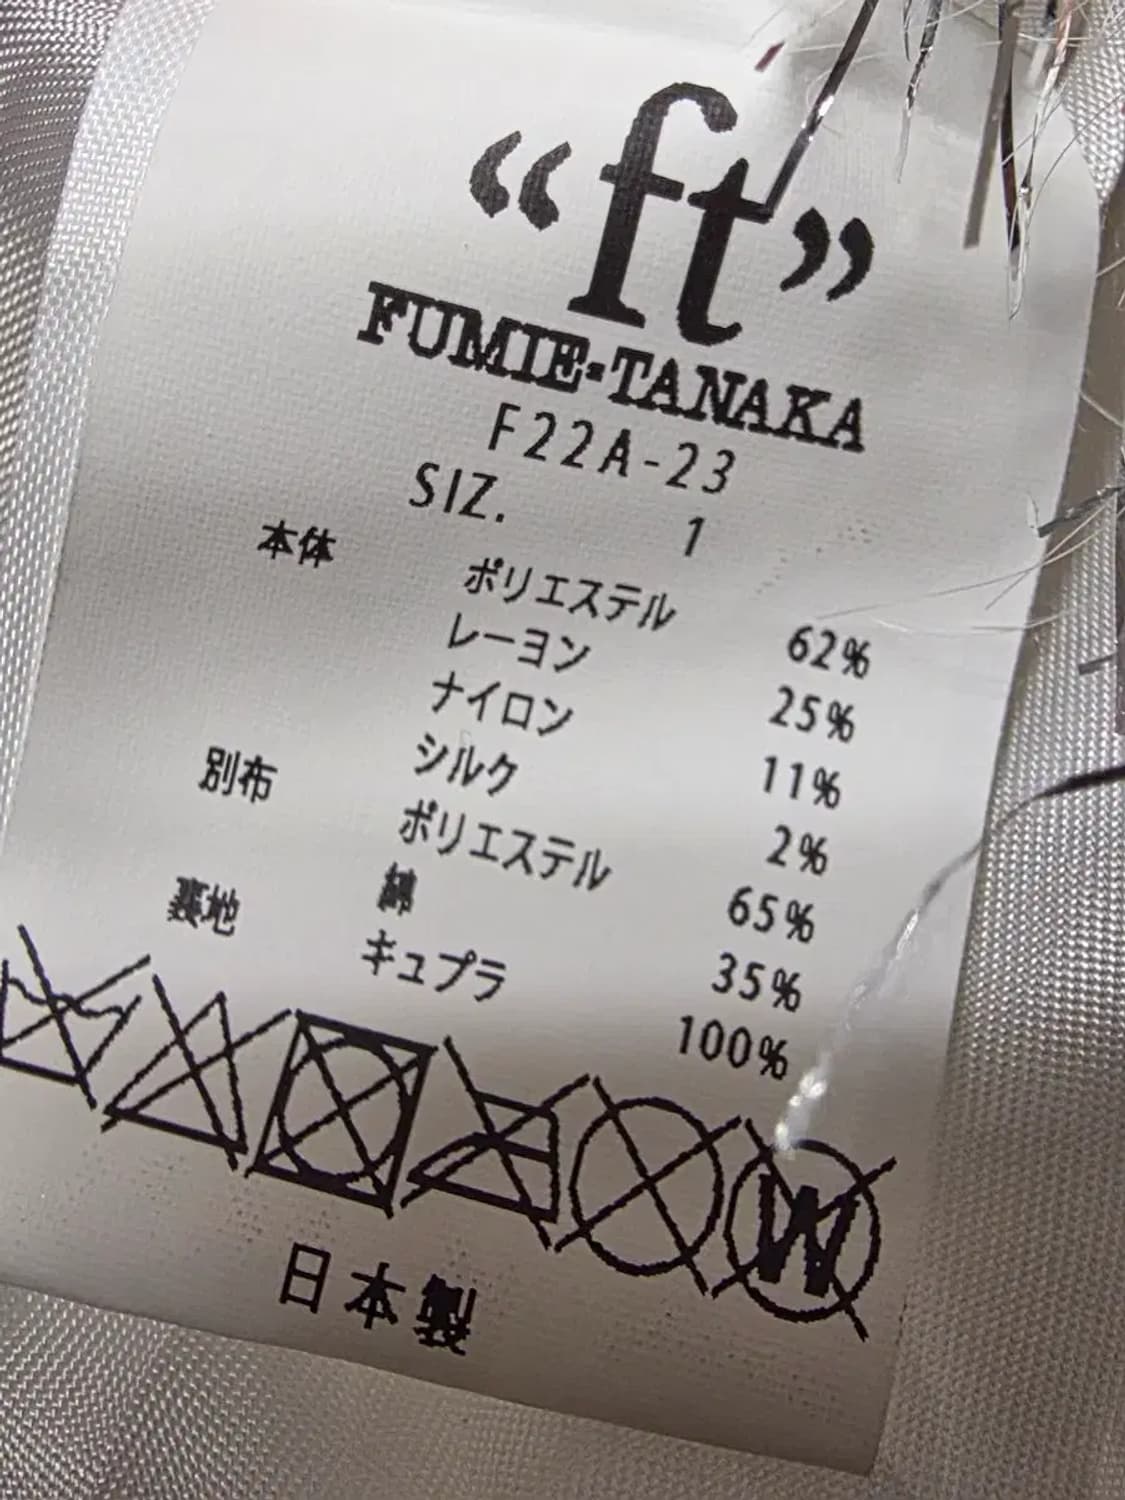 “ft”
FUMIE=TANAKA
F22A-23
SIZ. 1
本体 ポリエステル 62%
レーヨン 25%
ナイロン 11%
シルク 2%
別布 ポリエステル 65%
綿 35%
裏地 キュプラ 100%
W
日本製